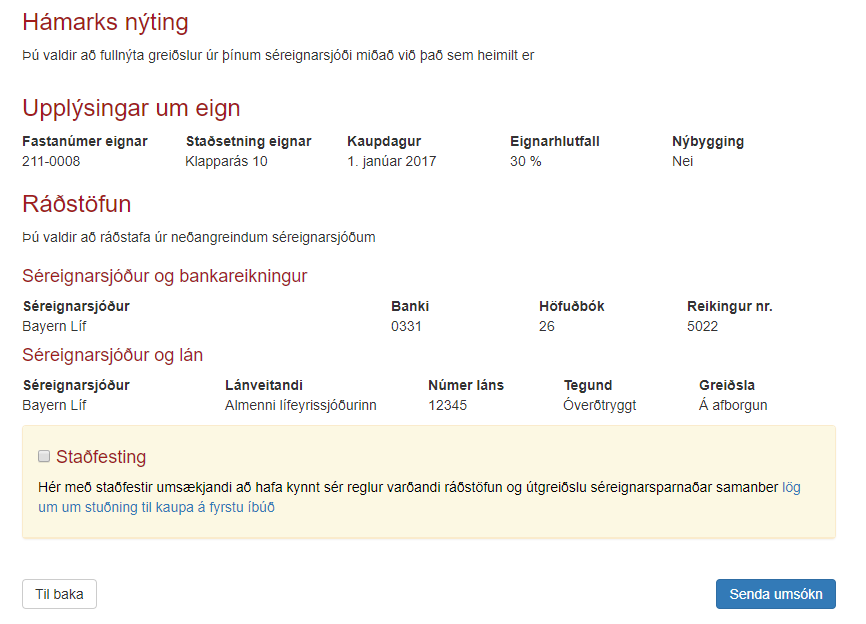 Hámarks nýting
Þú valdir að fullnýta greiðslur úr þínum séreignarsjóði miðað við það sem heimilt er
Upplýsingar um eign
Fastanúmer eignar Staðsetning eignar Kaupdagur Eignarhlutfall Nýbygging
211-0008 Klapparás 10 1. janúar 2017 30 % Nei
Ráðstöfun
Þú valdir að ráðstafa úr neðangreindum séreignarsjóðum
Séreignarsjóður og bankareikningur
Séreignarsjóður Banki Höfuðbók Reikingur nr.
Bayern Líf 0331 26 5022
Séreignarsjóður og lán
Séreignarsjóður Lánveitandi Númer láns Tegund Greiðsla
Bayern Líf Almenni lífeyrissjóðurinn 12345 Óverðtryggt Á afborgun
Staðfesting
Hér með staðfestir umsækjandi að hafa kynnt sér reglur varðandi ráðstöfun og útgreiðslu séreignarsparnaðar samanber lög
um um stuðning til kaupa á fyrstu íbúð
Til baka Senda umsókn